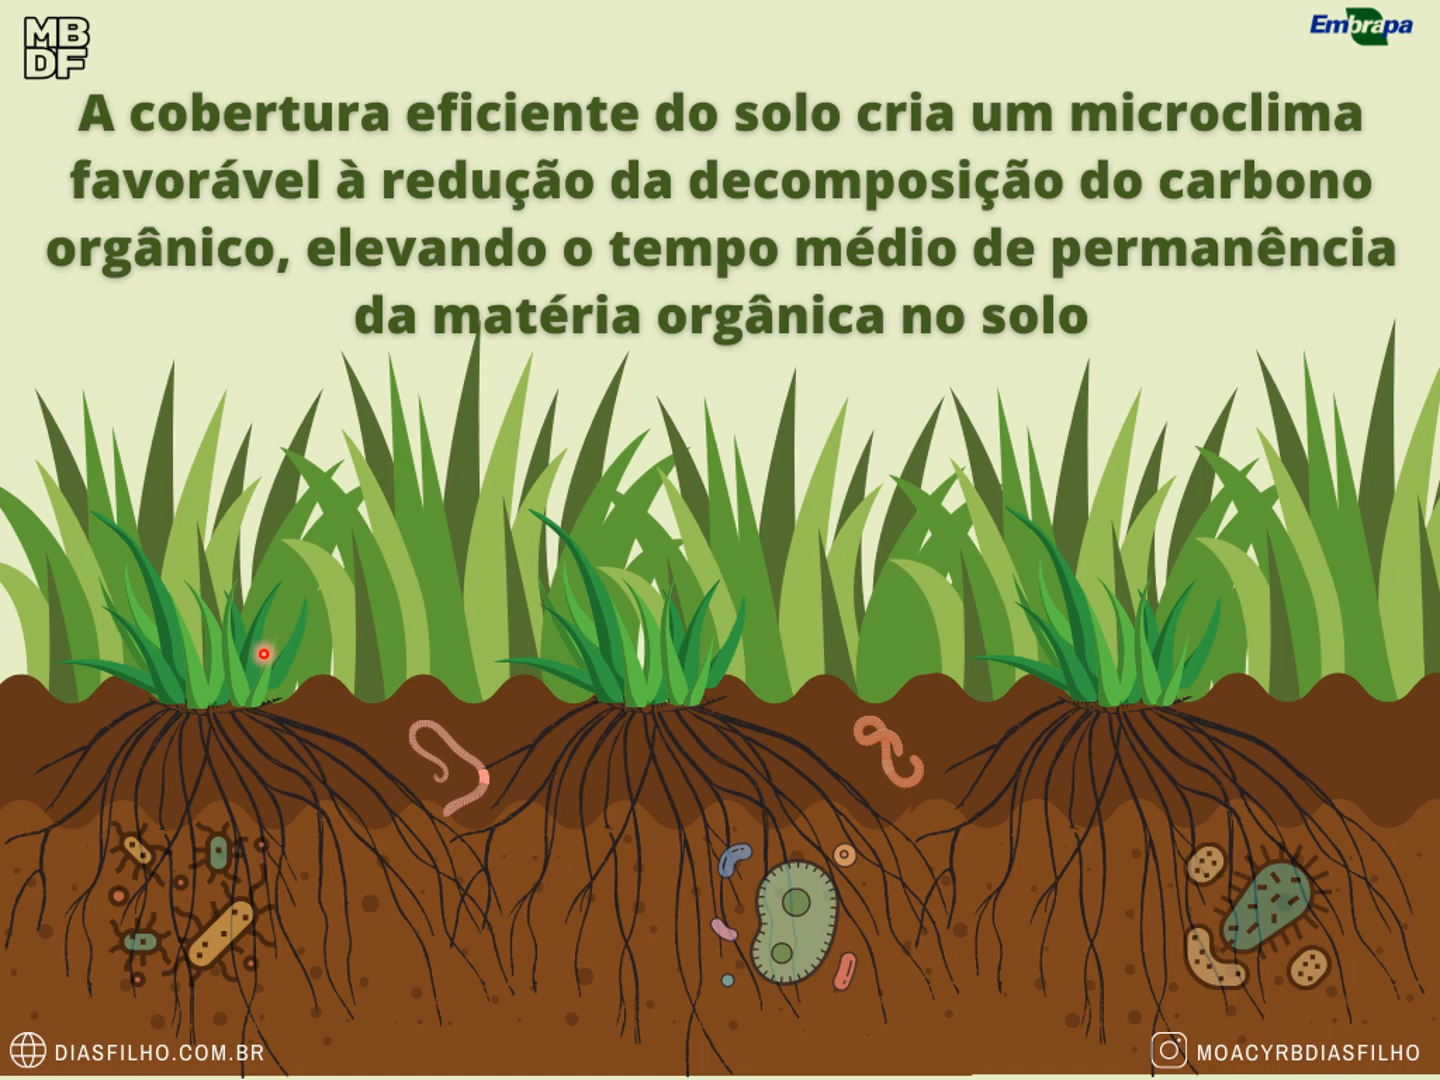 MB
DF
Embrapa
A cobertura eficiente do solo cria um microclima
favorável à redução da decomposição do carbono
orgânico, elevando o tempo médio de permanência
da matéria orgânica no solo
DIASFILHO.COM.BR
MOACYRBDIASFILHO